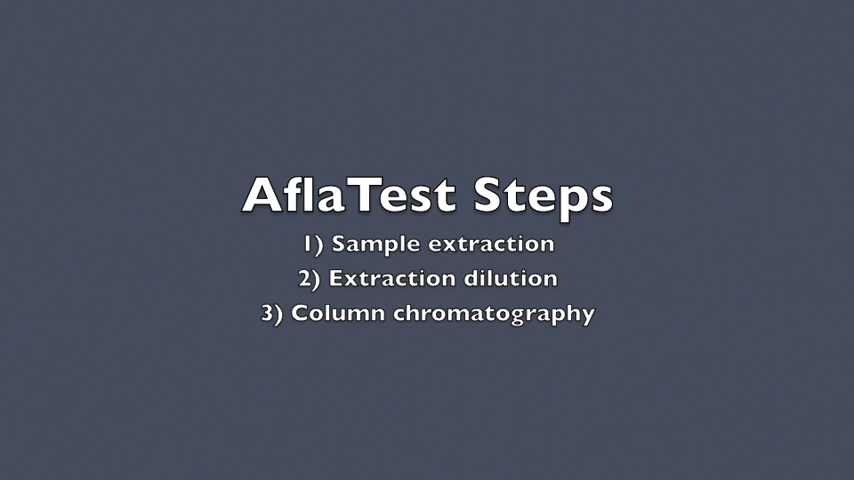 AflaTest Steps
1) Sample extraction
2) Extraction dilution
3) Column chromatography